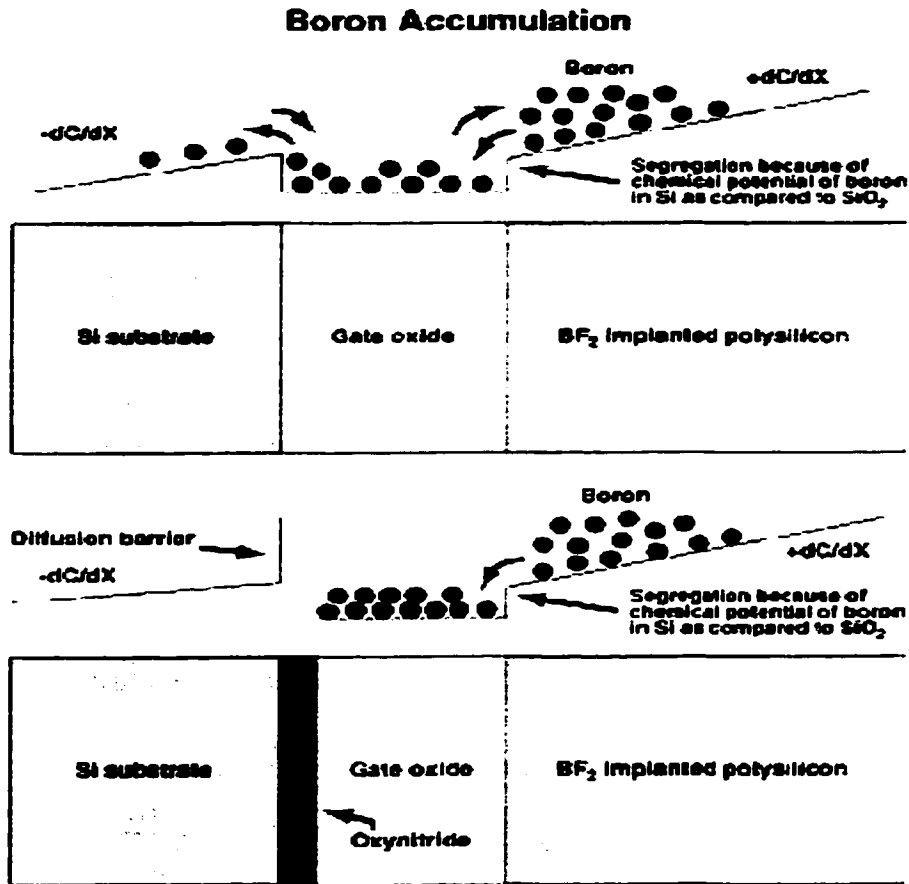 Boron Accumulation
Boron
+dC/dX
-dC/dX
Segregation because of
chemical potential of boron
in Si as compared to SiO₂
Si substrate
Gate oxide
BF₂ implanted polysilicon
Boron
Diffusion barrier
-dC/dX
+dC/dX
Segregation because of
chemical potential of boron
in Si as compared to SiO₂
Si substrate
Gate oxide
BF₂ implanted polysilicon
Oxynitride